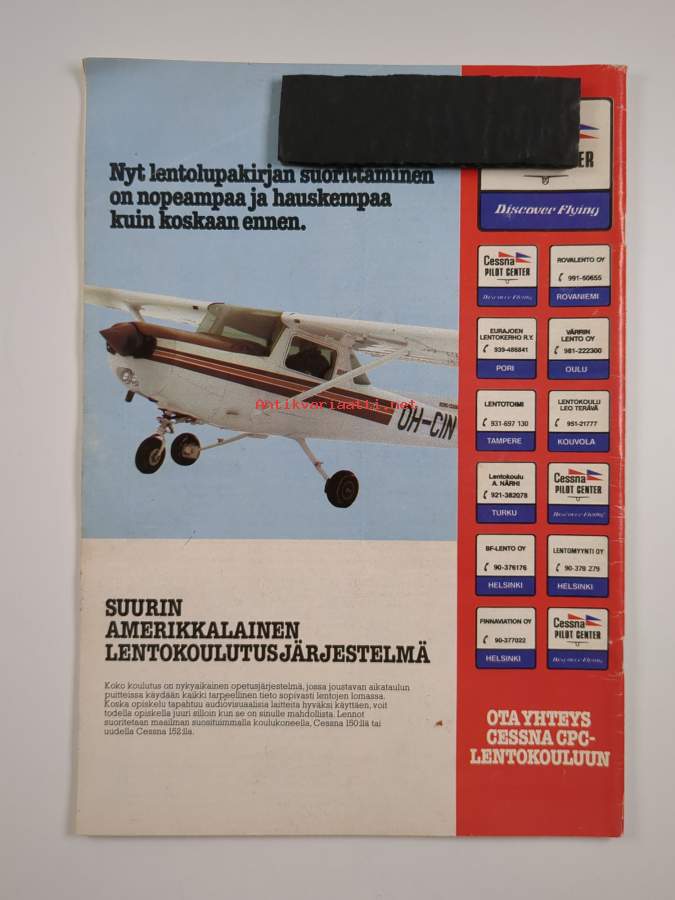 Nyt lentolupakirjan suorittaminen
on nopeampaa ja hauskempaa
kuin koskaan ennen.
Antikvariaatti.net
OH-CIN
SUURIN
AMERIKKALAINEN
LENTOKOULUTUSJÄRJESTELMÄ
Koko koulutus on nykyaikainen opetusjärjestelmä, jossa joustavan aikataulun
puitteissa käydään kaikki tarpeellinen tieto sopivasti lentojen lomassa.
Koska opiskelu tapahtuu audiovisuaalisia laitteita hyväksi käyttäen, voit
todella opiskella juuri silloin kuin se on sinulle mahdollista. Lennot
suoritetaan maailman suosituimmalla koulukoneella, Cessna 150:llä tai
uudella Cessna 152:lla.
Discover Flying
Cessna
PILOT CENTER
Discover Flying
ROVALENTO OY
991-60655
ROVANIEMI
EURAJOEN
LENTOKERHO R.Y.
939-486841
PORI
VÄRRIN
LENTO OY
981-222300
OULU
LENTOTOIMI
931-697 130
TAMPERE
LENTOKOULU
LEO TERÄVÄ
951-21777
KOUVOLA
Lentokoulu
A. NÄRHI
921-382078
TURKU
Cessna
PILOT CENTER
Discover Flying
BF-LENTO OY
90-376176
HELSINKI
LENTOMYYNTI OY
90-378 279
HELSINKI
FINNAVIATION OY
90-377022
HELSINKI
Cessna
PILOT CENTER
Discover Flying
OTA YHTEYS
CESSNA CPC-
LENTOKOULUUN